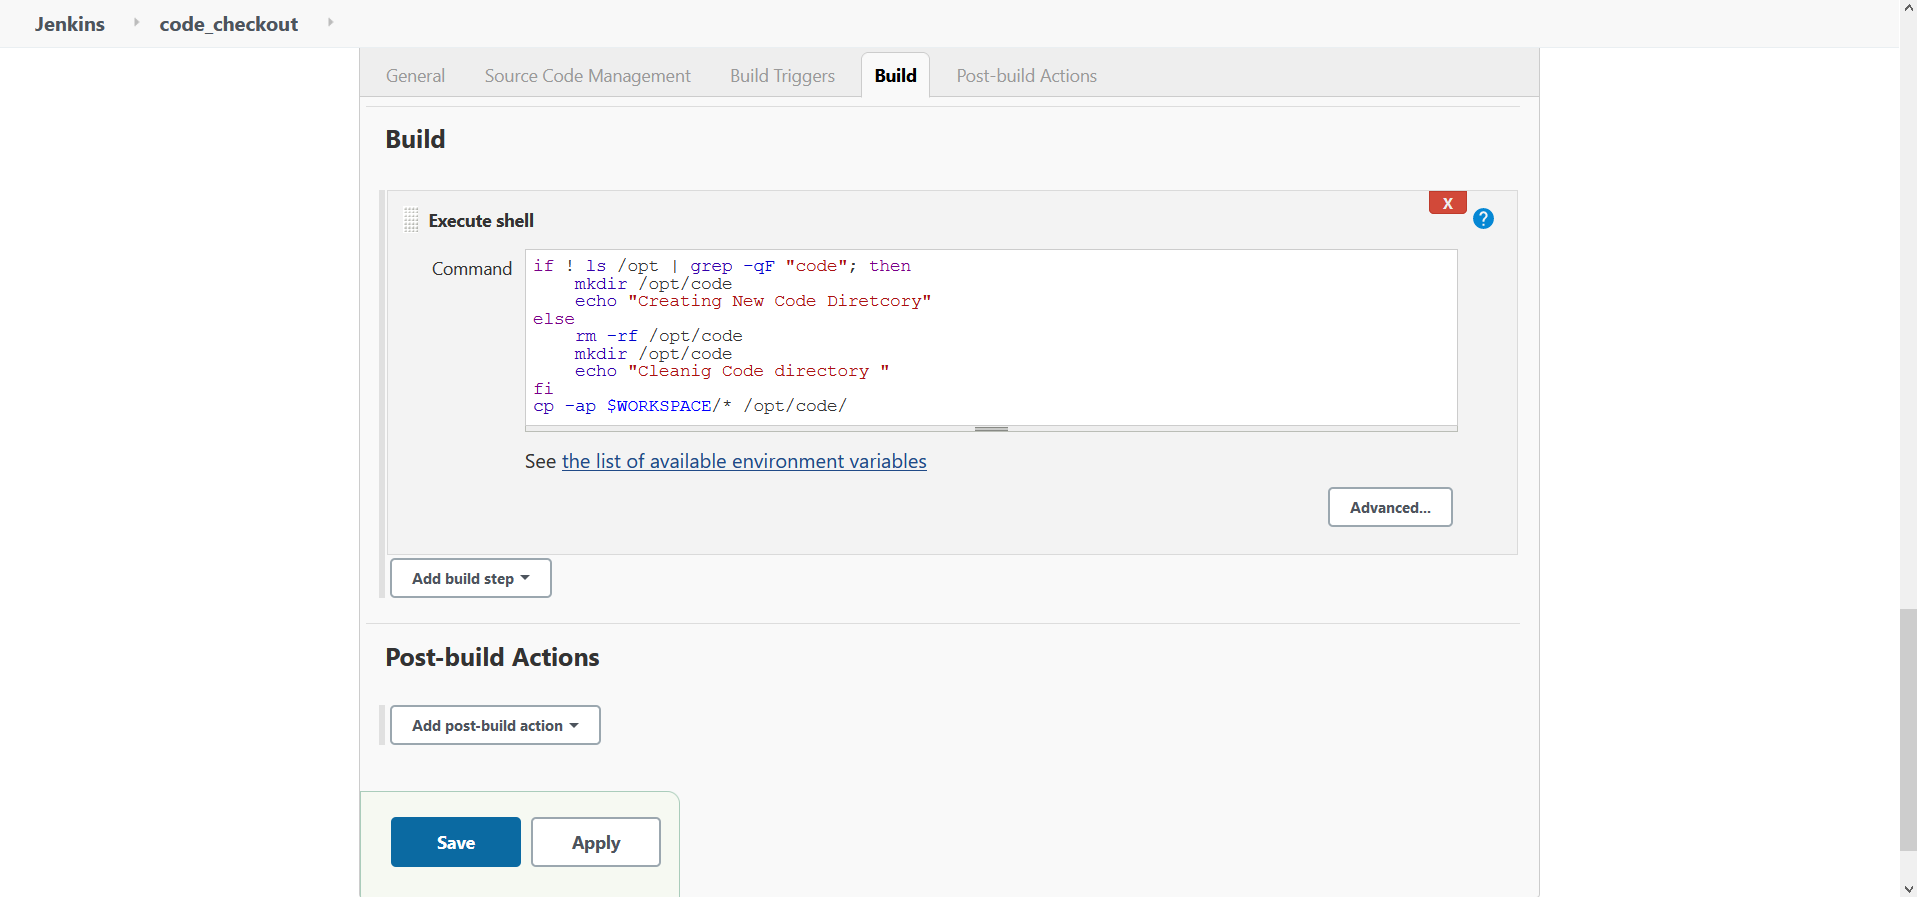 Jenkins code_checkout
General Source Code Management Build Triggers Build Post-build Actions
Build
X
Execute shell ?
Command
if ! ls /opt | grep -qF "code"; then
    mkdir /opt/code
    echo "Creating New Code Diretcory"
else
    rm -rf /opt/code
    mkdir /opt/code
    echo "Cleanig Code directory "
fi
cp -ap $WORKSPACE/* /opt/code/
See the list of available environment variables
Advanced...
Add build step
Post-build Actions
Add post-build action
Save Apply